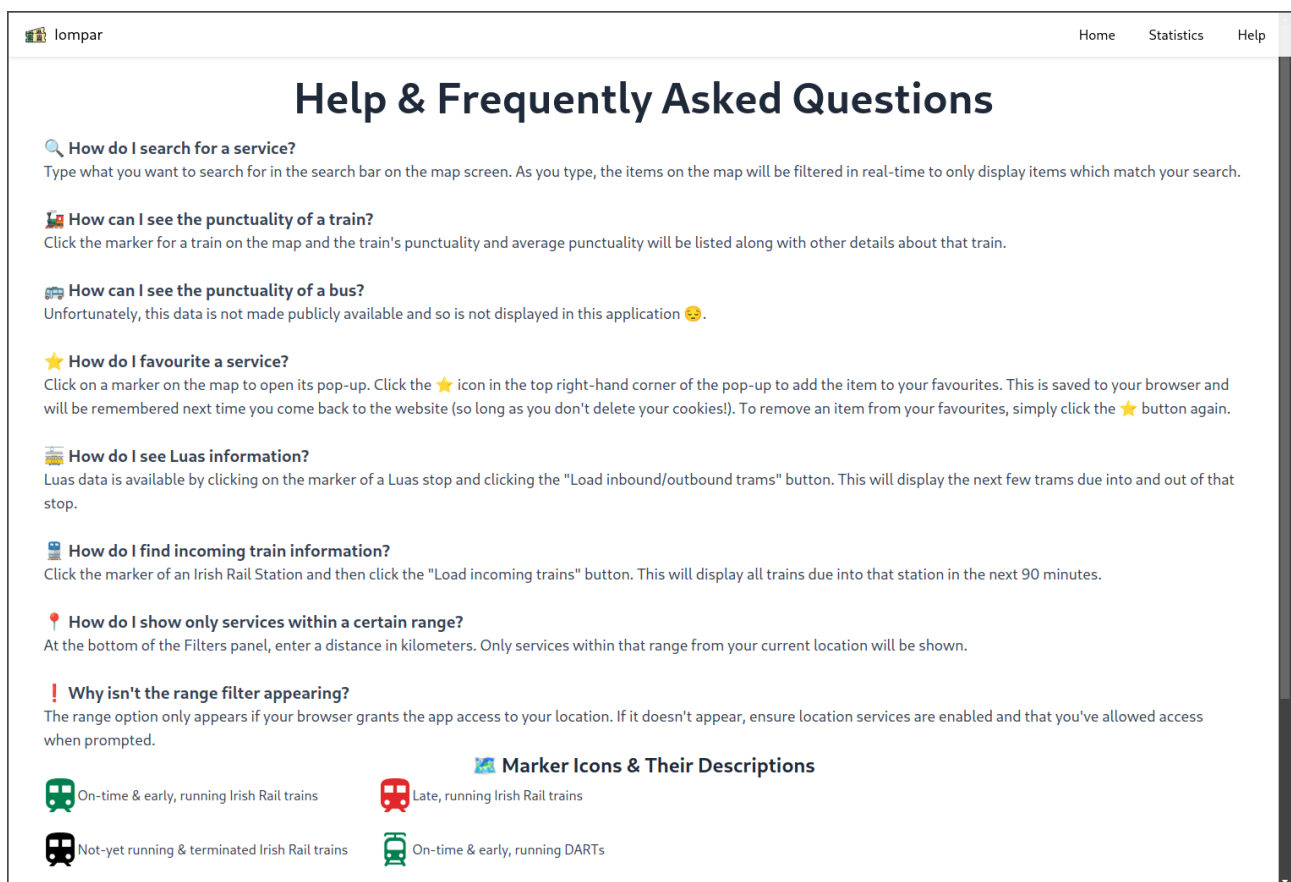 Iompar
Home Statistics Help
Help & Frequently Asked Questions
🔍 How do I search for a service?
Type what you want to search for in the search bar on the map screen. As you type, the items on the map will be filtered in real-time to only display items which match your search.
🚂 How can I see the punctuality of a train?
Click the marker for a train on the map and the train's punctuality and average punctuality will be listed along with other details about that train.
🚌 How can I see the punctuality of a bus?
Unfortunately, this data is not made publicly available and so is not displayed in this application 😔.
⭐ How do I favourite a service?
Click on a marker on the map to open its pop-up. Click the ⭐ icon in the top right-hand corner of the pop-up to add the item to your favourites. This is saved to your browser and
will be remembered next time you come back to the website (so long as you don't delete your cookies!). To remove an item from your favourites, simply click the ⭐ button again.
🚋 How do I see Luas information?
Luas data is available by clicking on the marker of a Luas stop and clicking the "Load inbound/outbound trams" button. This will display the next few trams due into and out of that
stop.
🚆 How do I find incoming train information?
Click the marker of an Irish Rail Station and then click the "Load incoming trains" button. This will display all trains due into that station in the next 90 minutes.
📍 How do I show only services within a certain range?
At the bottom of the Filters panel, enter a distance in kilometers. Only services within that range from your current location will be shown.
❗ Why isn't the range filter appearing?
The range option only appears if your browser grants the app access to your location. If it doesn't appear, ensure location services are enabled and that you've allowed access
when prompted.
🗺️ Marker Icons & Their Descriptions
On-time & early, running Irish Rail trains
Late, running Irish Rail trains
Not-yet running & terminated Irish Rail trains
On-time & early, running DARTs